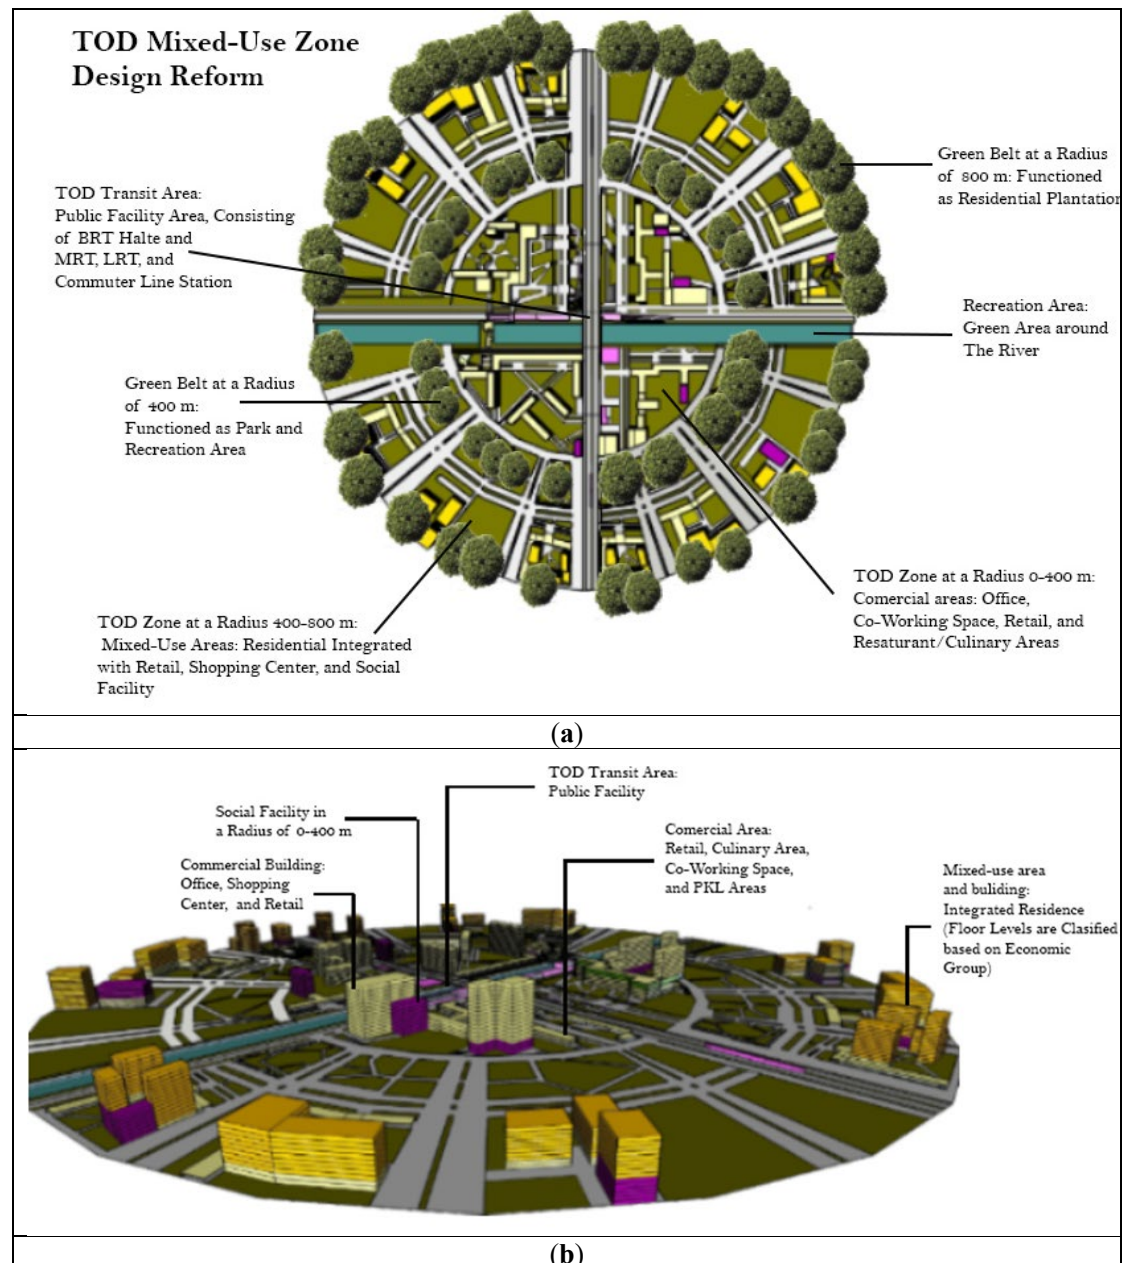 TOD Mixed-Use Zone
Design Reform
TOD Transit Area:
Public Facility Area, Consisting
of BRT Halte and
MRT, LRT, and
Commuter Line Station
Green Belt at a Radius
of 800 m: Functioned
as Residential Plantation
Recreation Area:
Green Area around
The River
Green Belt at a Radius
of 400 m:
Functioned as Park and
Recreation Area
TOD Zone at a Radius 0-400 m:
Comercial areas: Office,
Co-Working Space, Retail, and
Resaturant/Culinary Areas
TOD Zone at a Radius 400-800 m:
Mixed-Use Areas: Residential Integrated
with Retail, Shopping Center, and Social
Facility
(a)
TOD Transit Area:
Public Facility
Social Facility in
a Radius of 0-400 m
Commercial Building:
Office, Shopping
Center, and Retail
Comercial Area:
Retail, Culinary Area,
Co-Working Space,
and PKL Areas
Mixed-use area
and buliding:
Integrated Residence
(Floor Levels are Clasified
based on Economic
Group)
(b)